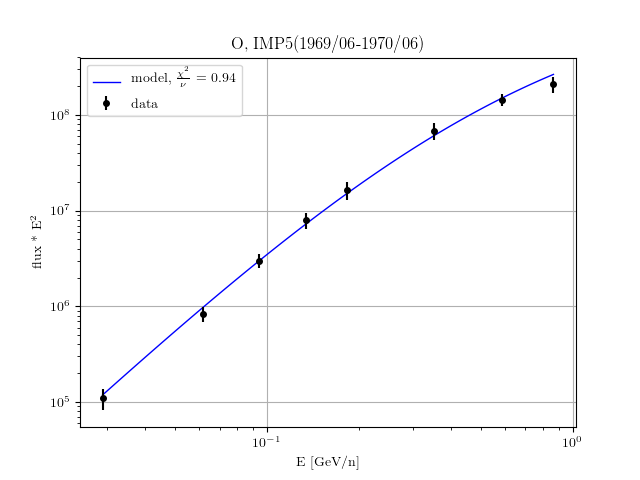 O, IMP5(1969/06-1970/06)
model, χ²/ν = 0.94
data
10⁸
10⁷
10⁶
10⁵
flux * E²
10⁻¹
10⁰
E [GeV/n]